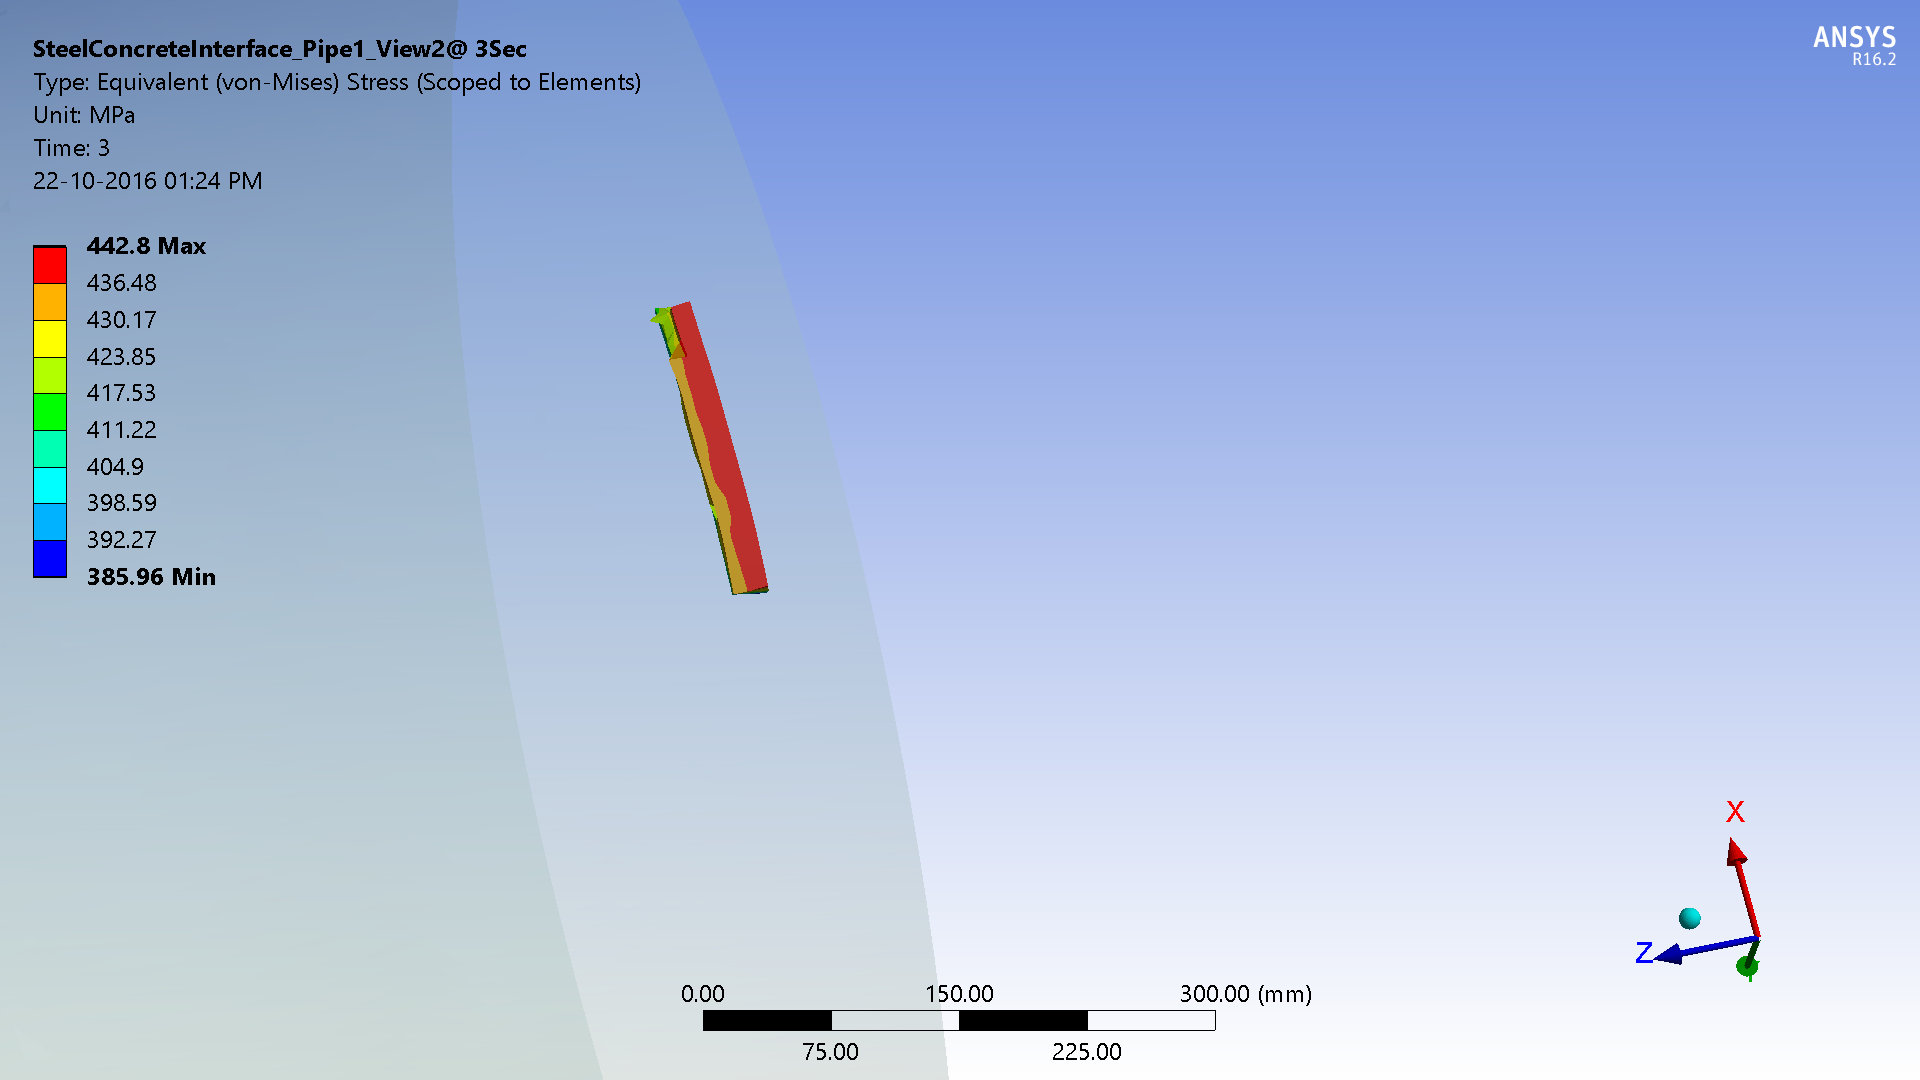 SteelConcreteInterface_Pipe1_View2@ 3Sec
Type: Equivalent (von-Mises) Stress (Scoped to Elements)
Unit: MPa
Time: 3
22-10-2016 01:24 PM
ANSYS
R16.2
442.8 Max
436.48
430.17
423.85
417.53
411.22
404.9
398.59
392.27
385.96 Min
X
Z
0.00 150.00 300.00 (mm)
75.00 225.00